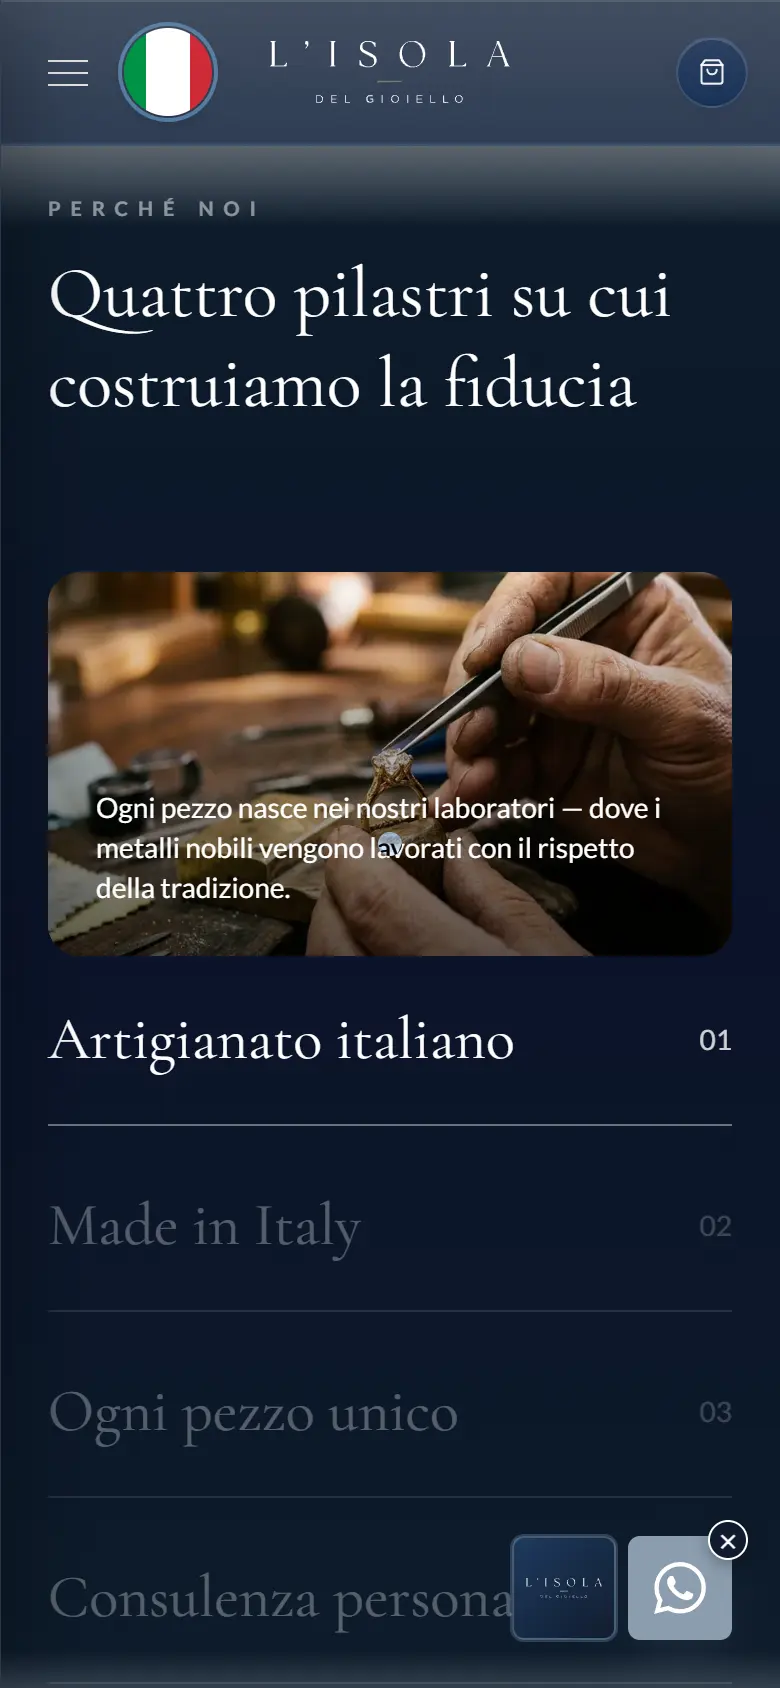 L'ISOLA
DEL GIOIELLO
PERCHÉ NOI
Quattro pilastri su cui
costruiamo la fiducia
Ogni pezzo nasce nei nostri laboratori — dove i
metalli nobili vengono lavorati con il rispetto
della tradizione.
Artigianato italiano
01
Made in Italy
02
Ogni pezzo unico
03
Consulenza persona
L'ISOLA
DEL GIOIELLO